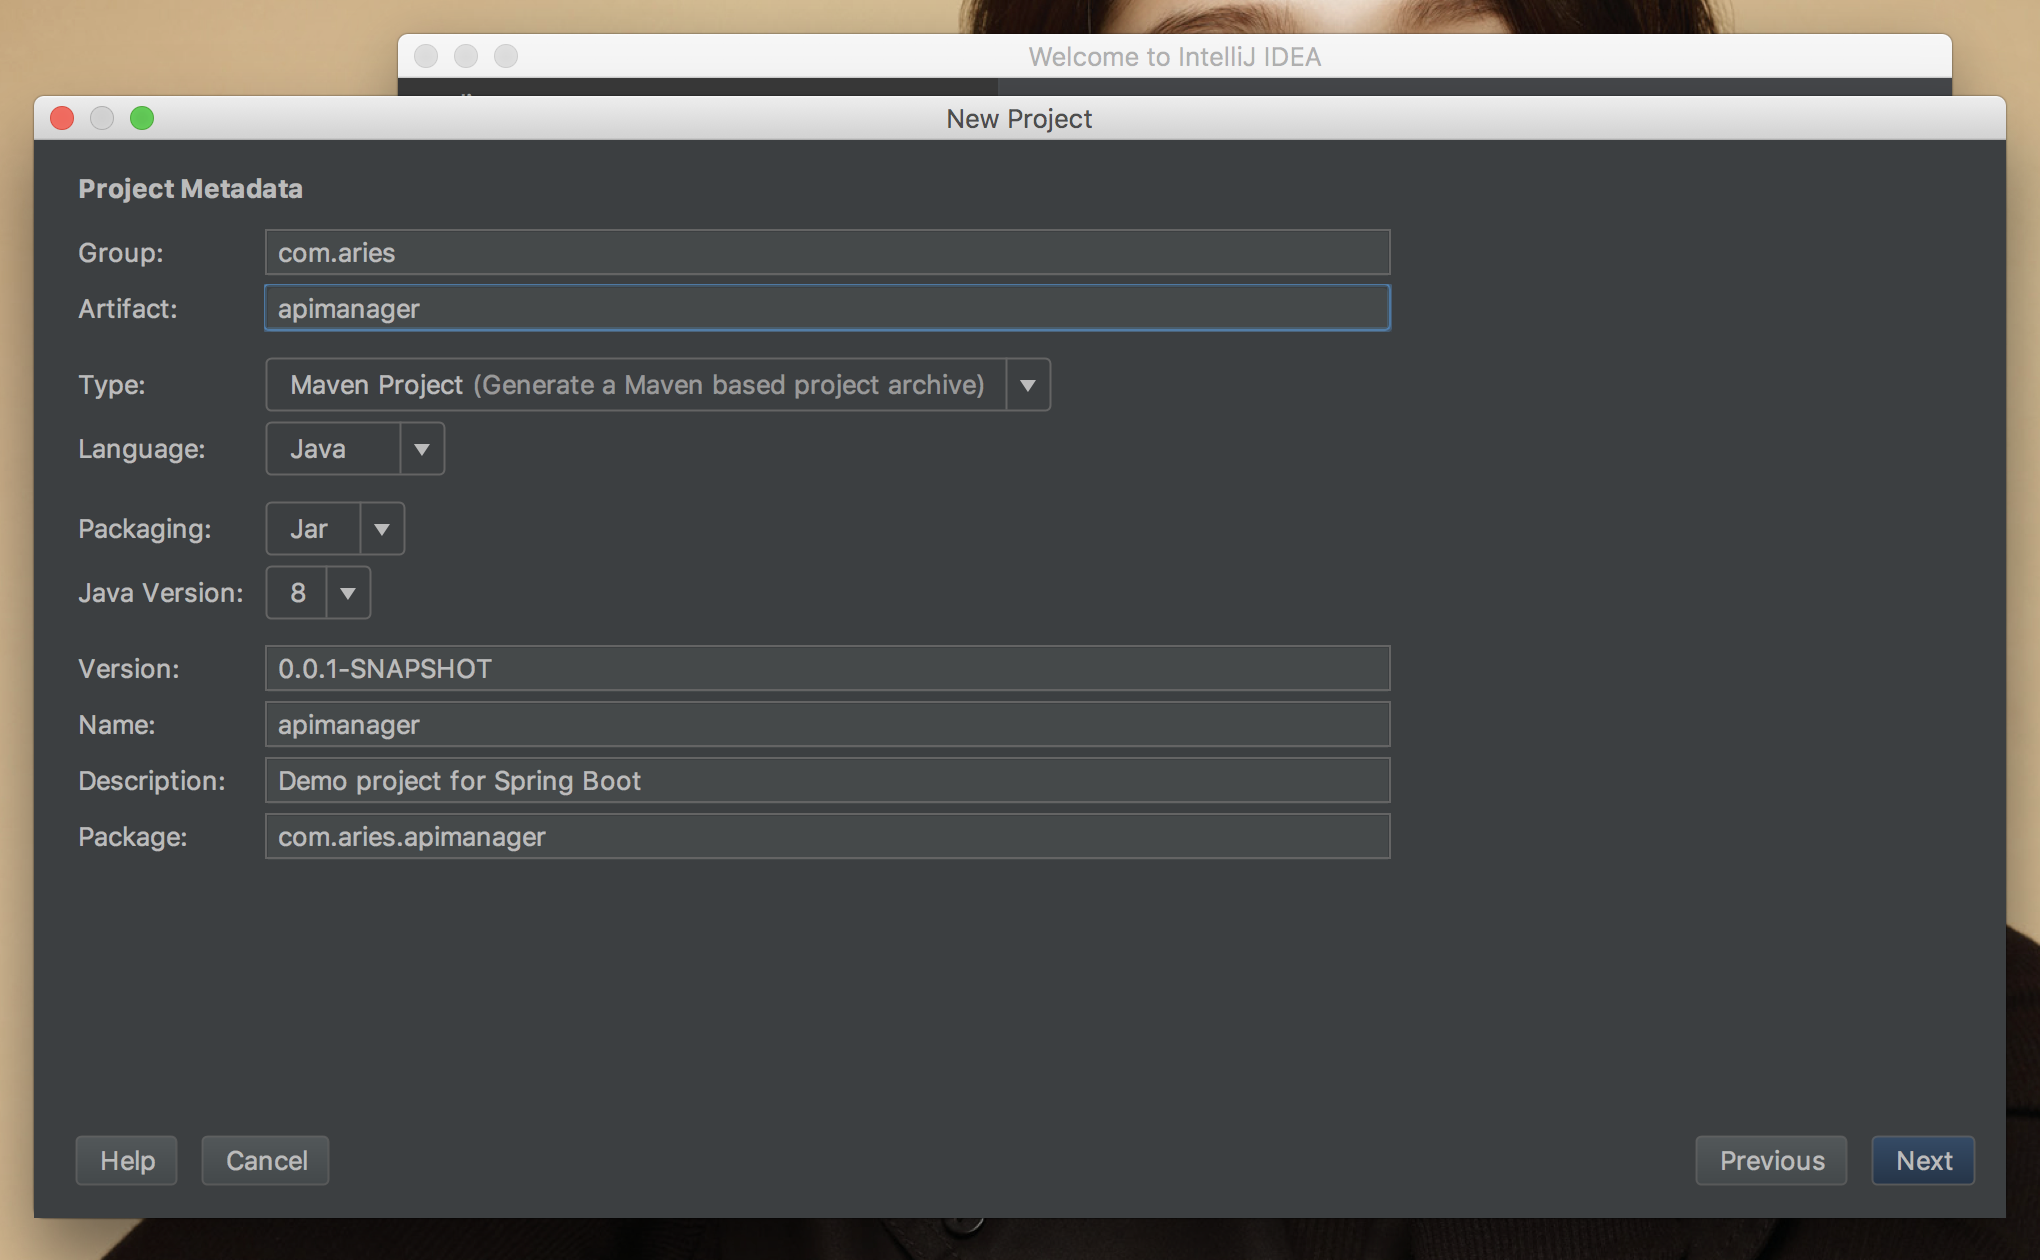 Welcome to IntelliJ IDEA
New Project
Project Metadata
Group: com.aries
Artifact: apimanager
Type: Maven Project (Generate a Maven based project archive)
Language: Java
Packaging: Jar
Java Version: 8
Version: 0.0.1-SNAPSHOT
Name: apimanager
Description: Demo project for Spring Boot
Package: com.aries.apimanager
Help Cancel Previous Next